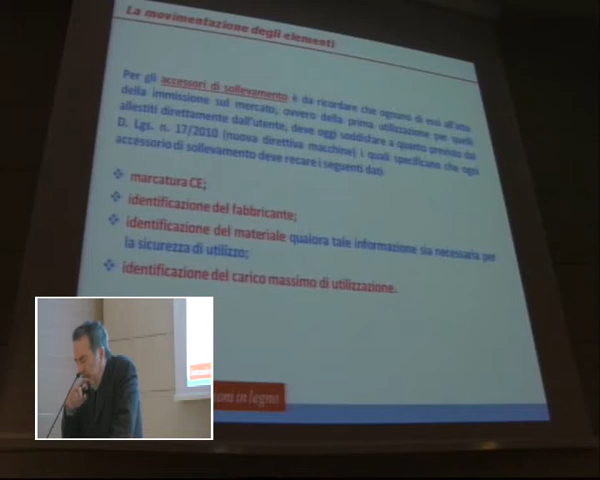 La movimentazione degli elementi
Per gli accessori di sollevamento è da ricordare che ognuno di essi all'atto
della immissione sul mercato, ovvero della prima utilizzazione per quelli
allestiti direttamente dall'utente, deve oggi soddisfare a quanto previsto dal
D. Lgs. n. 17/2010 (nuova direttiva macchine) i quali specificano che ogni
accessorio di sollevamento deve recare i seguenti dati
❖ marcatura CE;
❖ identificazione del fabbricante;
❖ identificazione del materiale qualora tale informazione sia necessaria per
la sicurezza di utilizzo;
❖ identificazione del carico massimo di utilizzazione.
ioni in legno